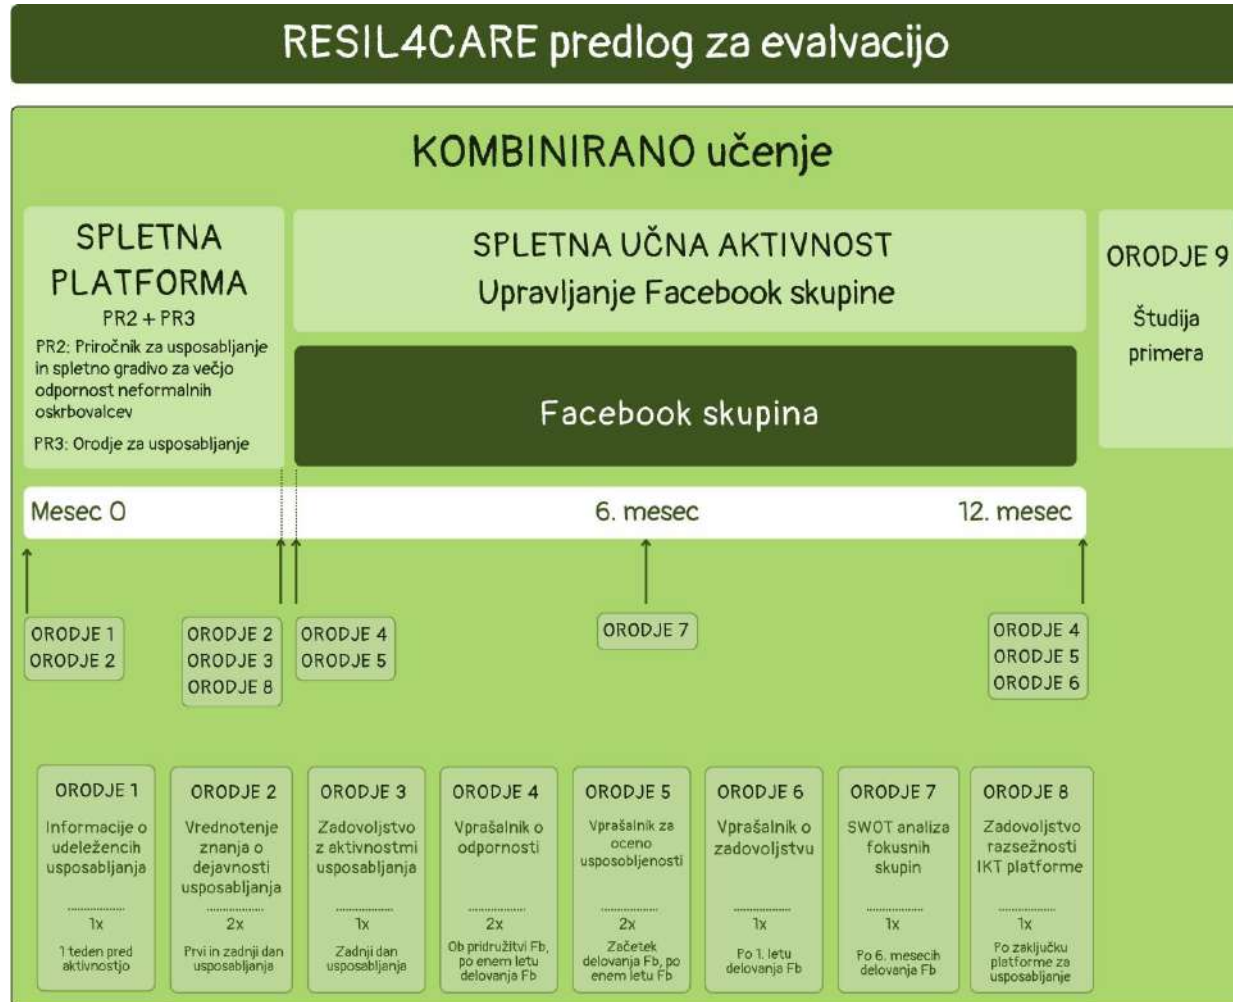 RESIL4CARE predlog za evalvacijo
KOMBINIRANO učenje
SPLETNA
PLATFORMA
PR2 + PR3
PR2: Priročnik za usposabljanje
in spletno gradivo za večjo
odpornost neformalnih
oskrbovalcev
PR3: Orodje za usposabljanje
SPLETNA UČNA AKTIVNOST
Upravljanje Facebook skupine
Facebook skupina
ORODJE 9
Študija
primera
Mesec 0
6. mesec
12. mesec
ORODJE 1
ORODJE 2
ORODJE 2
ORODJE 3
ORODJE 8
ORODJE 4
ORODJE 5
ORODJE 7
ORODJE 4
ORODJE 5
ORODJE 6
ORODJE 1
Informacije o
udeležencih
usposabljanja
1x
1 teden pred
aktivnostjo
ORODJE 2
Vrednotenje
znanja o
dejavnosti
usposabljanja
2x
Prvi in zadnji dan
usposabljanja
ORODJE 3
Zadovoljstvo
z aktivnostmi
usposabljanja
1x
Zadnji dan
usposabljanja
ORODJE 4
Vprašalnik o
odpornosti
2x
Ob pridružitvi Fb,
po enem letu
delovanja Fb
ORODJE 5
Vprašalnik za
oceno
usposobljenosti
2x
Začetek
delovanja Fb, po
enem letu Fb
ORODJE 6
Vprašalnik o
zadovoljstvu
1x
Po 1. letu
delovanja Fb
ORODJE 7
SWOT analiza
fokusnih
skupin
1x
Po 6. mesecih
delovanja Fb
ORODJE 8
Zadovoljstvo
razsežnosti
IKT platforme
1x
Po zaključku
platforme za
usposabljanje